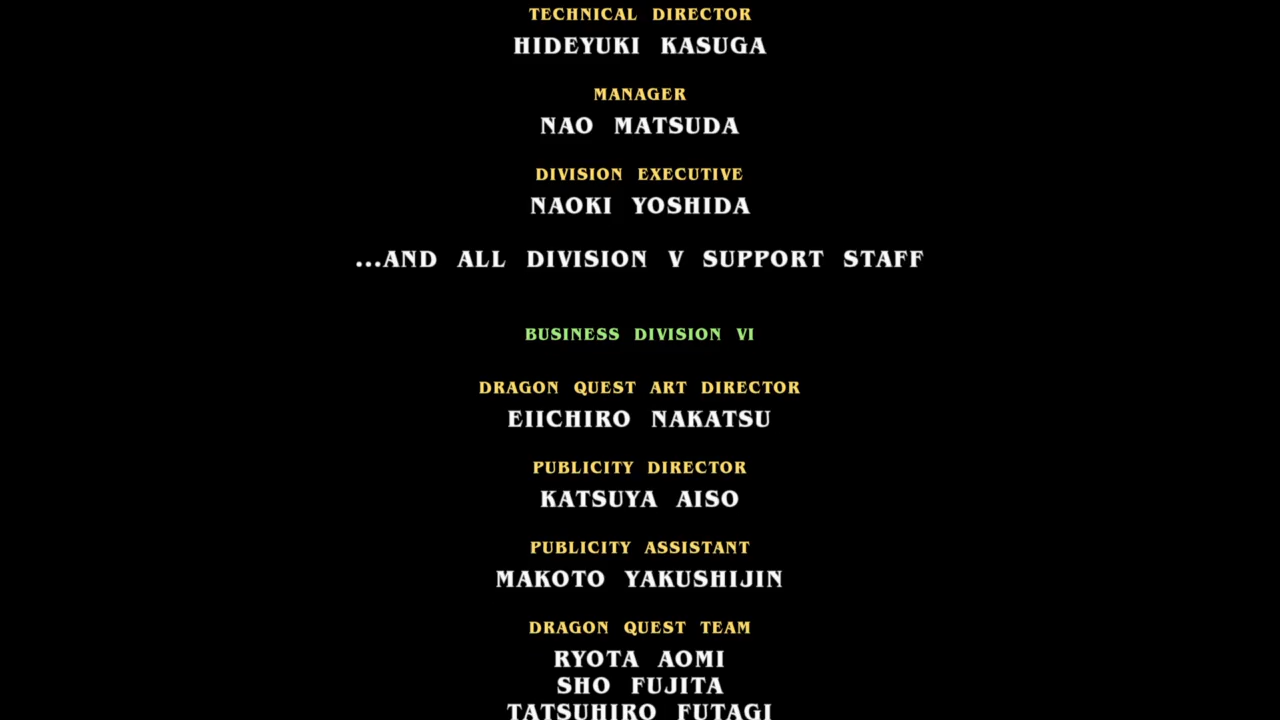 TECHNICAL DIRECTOR
HIDEYUKI KASUGA
MANAGER
NAO MATSUDA
DIVISION EXECUTIVE
NAOKI YOSHIDA
...AND ALL DIVISION V SUPPORT STAFF
BUSINESS DIVISION VI
DRAGON QUEST ART DIRECTOR
EIICHIRO NAKATSU
PUBLICITY DIRECTOR
KATSUYA AISO
PUBLICITY ASSISTANT
MAKOTO YAKUSHIJIN
DRAGON QUEST TEAM
RYOTA AOMI
SHO FUJITA
TATSUHIRO FUTAGI